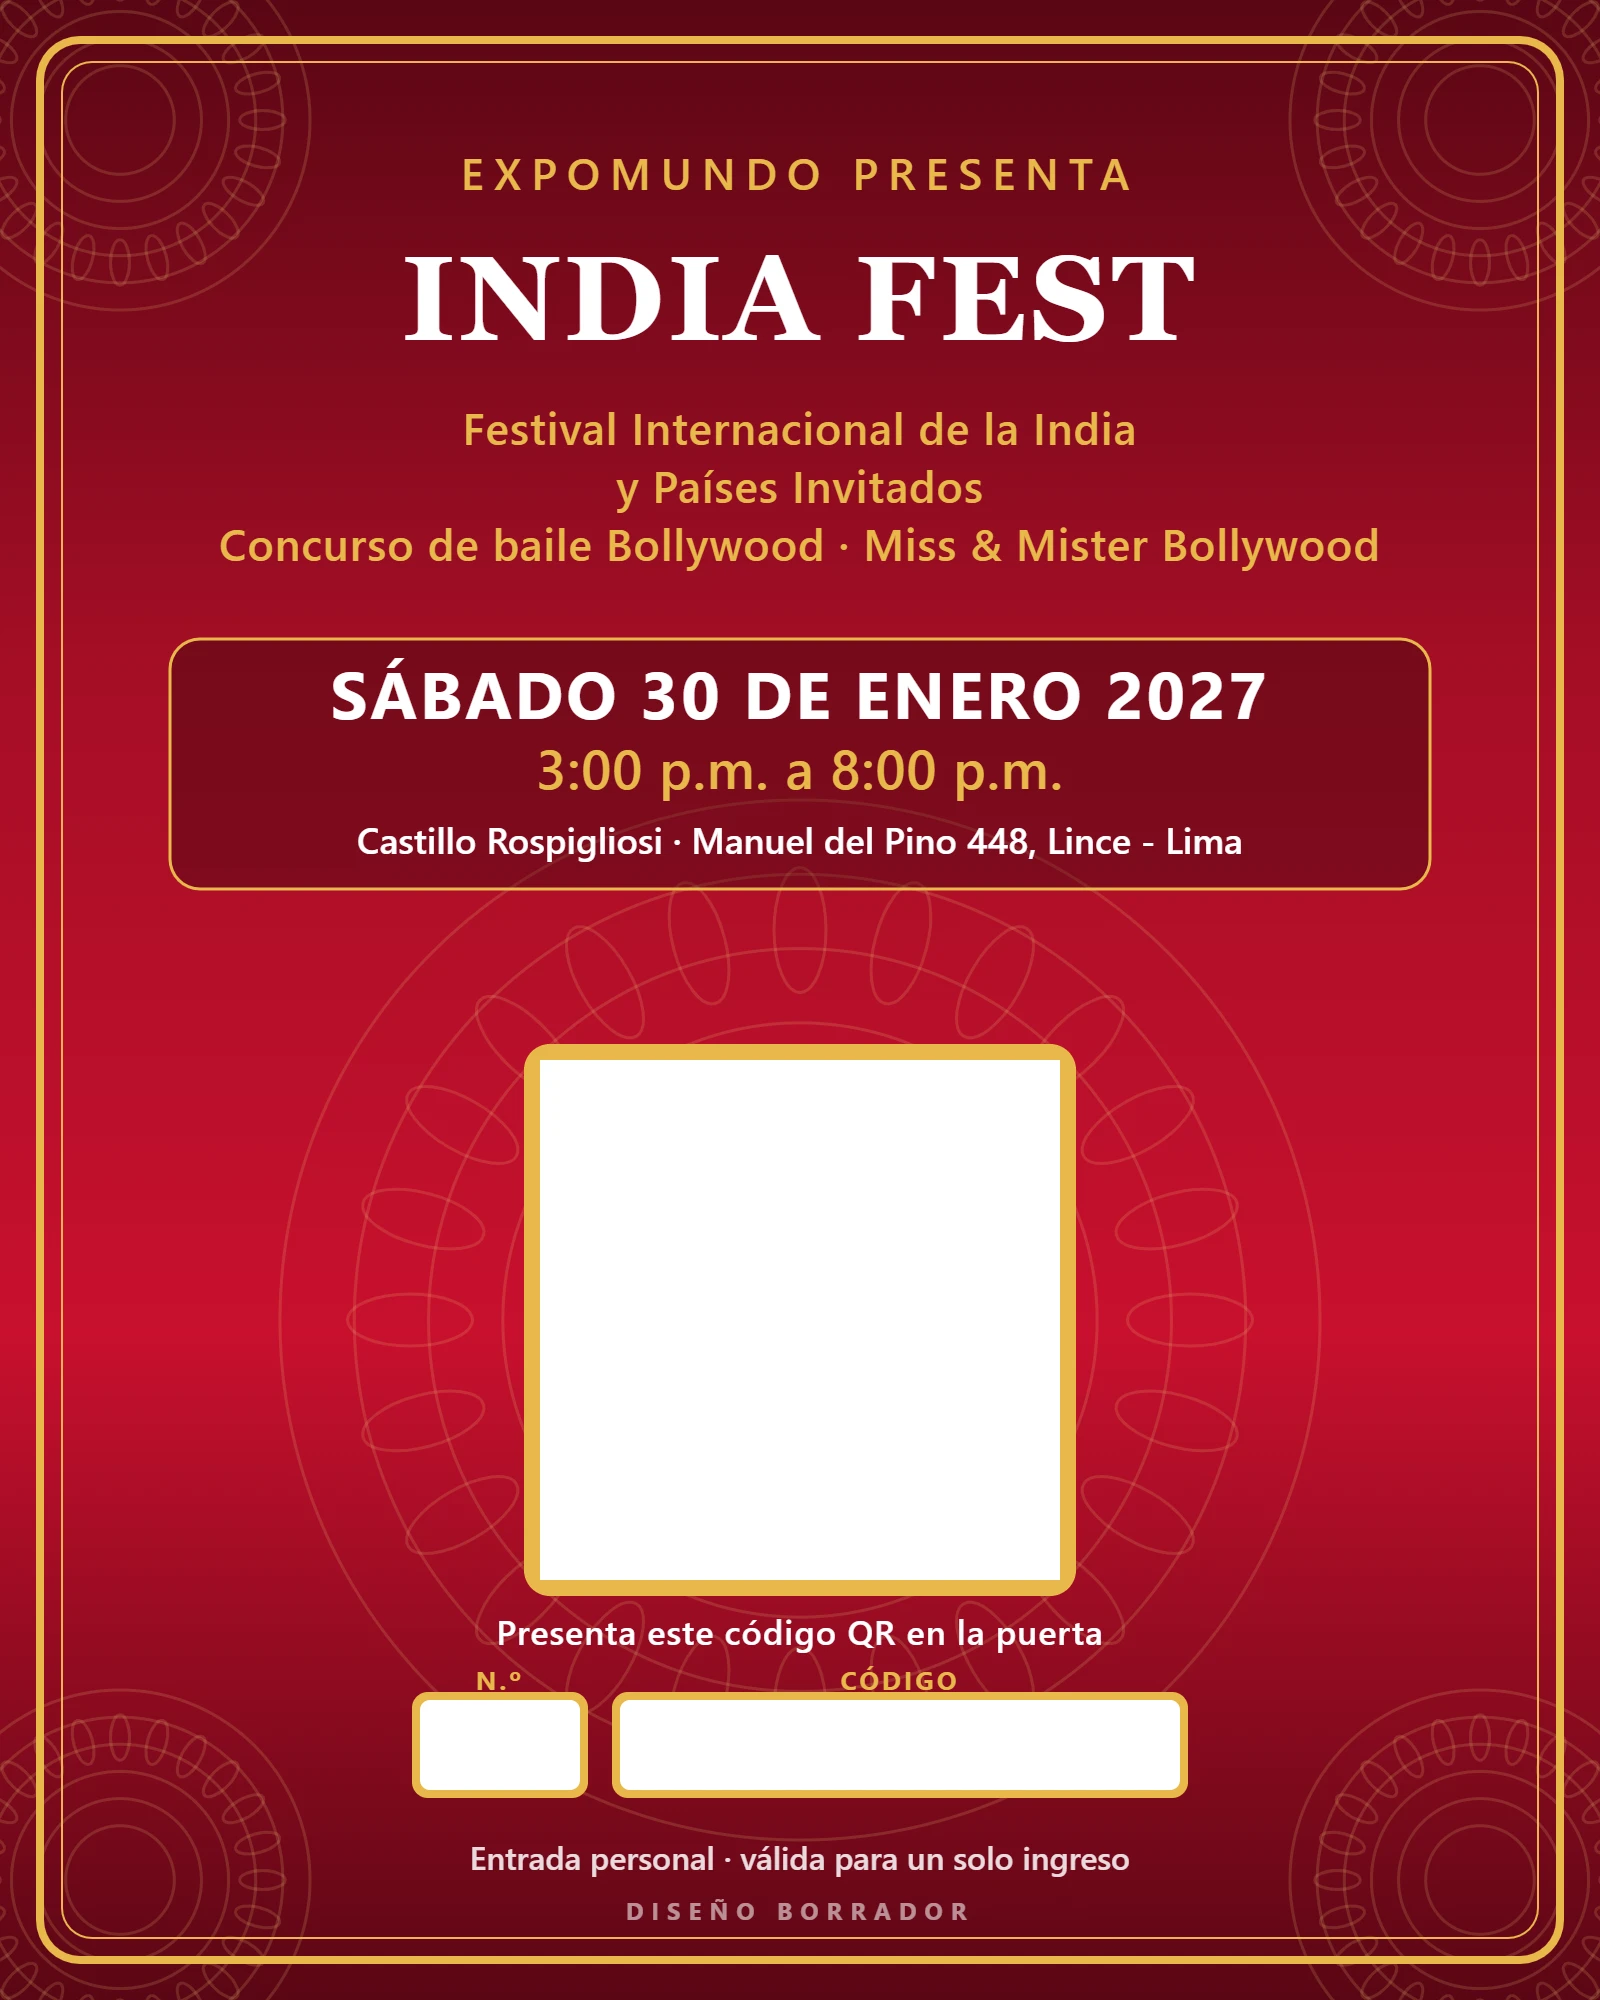 EXPOMUNDO PRESENTA
INDIA FEST
Festival Internacional de la India
y Países Invitados
Concurso de baile Bollywood · Miss & Mister Bollywood
SÁBADO 30 DE ENERO 2027
3:00 p.m. a 8:00 p.m.
Castillo Rospigliosi · Manuel del Pino 448, Lince - Lima
Presenta este código QR en la puerta
N.º
CÓDIGO
Entrada personal · válida para un solo ingreso
DISEÑO BORRADOR